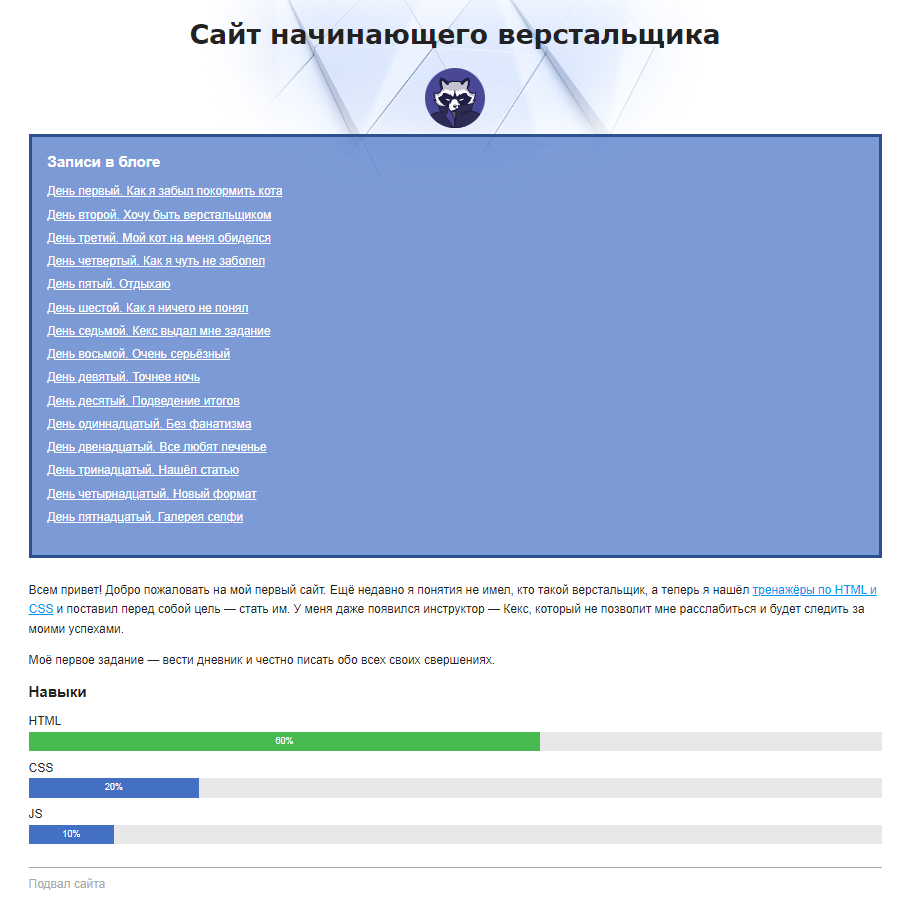 Сайт начинающего верстальщика
Записи в блоге
День первый. Как я забыл покормить кота
День второй. Хочу быть верстальщиком
День третий. Мой кот на меня обиделся
День четвертый. Как я чуть не заболел
День пятый. Отдыхаю
День шестой. Как я ничего не понял
День седьмой. Кекс выдал мне задание
День восьмой. Очень серьёзный
День девятый. Точнее ночь
День десятый. Подведение итогов
День одиннадцатый. Без фанатизма
День двенадцатый. Все любят печенье
День тринадцатый. Нашёл статью
День четырнадцатый. Новый формат
День пятнадцатый. Галерея селфи
Всем привет! Добро пожаловать на мой первый сайт. Ещё недавно я понятия не имел, кто такой верстальщик, а теперь я нашёл тренажёры по HTML и
CSS и поставил перед собой цель — стать им. У меня даже появился инструктор — Кекс, который не позволит мне расслабиться и будет следить за
моими успехами.
Моё первое задание — вести дневник и честно писать обо всех своих свершениях.
Навыки
HTML
60%
CSS
20%
JS
10%
Подвал сайта